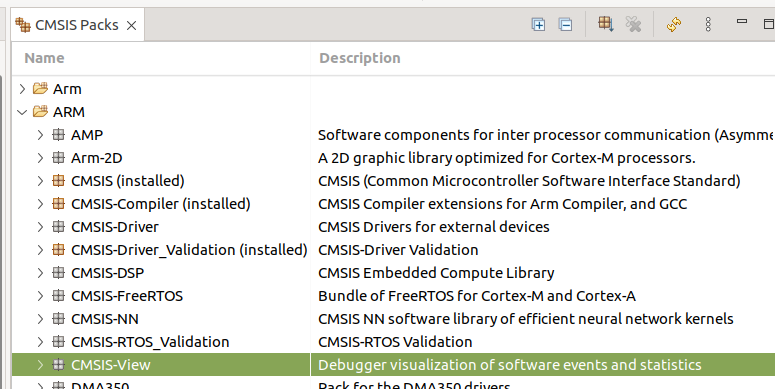 CMSIS Packs
Name Description
Arm
ARM
AMP Software components for inter processor communication (Asymme
Arm-2D A 2D graphic library optimized for Cortex-M processors.
CMSIS (installed) CMSIS (Common Microcontroller Software Interface Standard)
CMSIS-Compiler (installed) CMSIS Compiler extensions for Arm Compiler, and GCC
CMSIS-Driver CMSIS Drivers for external devices
CMSIS-Driver_Validation (installed) CMSIS-Driver Validation
CMSIS-DSP CMSIS Embedded Compute Library
CMSIS-FreeRTOS Bundle of FreeRTOS for Cortex-M and Cortex-A
CMSIS-NN CMSIS NN software library of efficient neural network kernels
CMSIS-RTOS_Validation CMSIS-RTOS Validation
CMSIS-View Debugger visualization of software events and statistics
DMA350 Pack for the DMA350 drivers